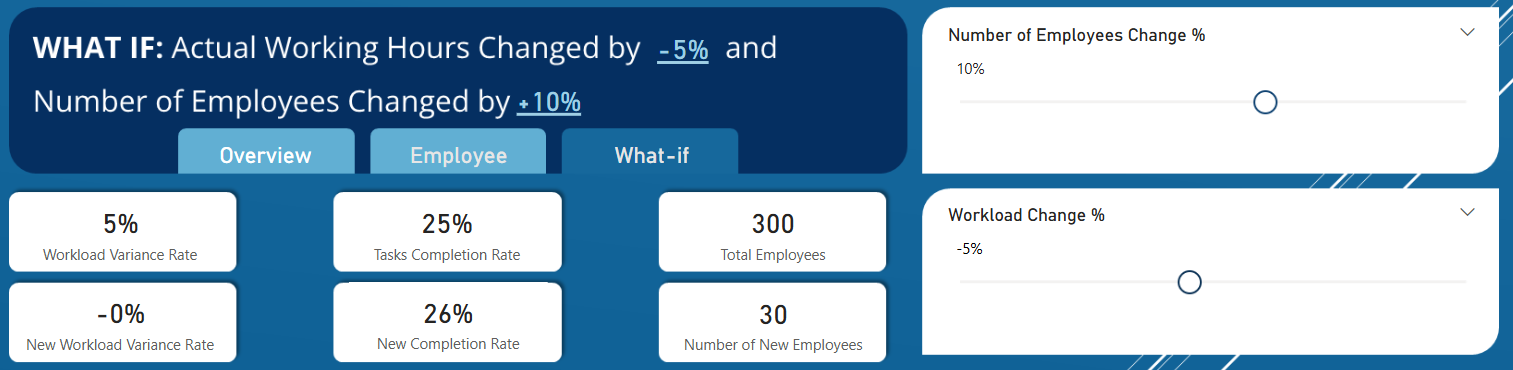 WHAT IF: Actual Working Hours Changed by -5% and
Number of Employees Changed by +10%
Overview
Employee
What-if
Number of Employees Change %
10%
Workload Change %
-5%
5%
Workload Variance Rate
25%
Tasks Completion Rate
300
Total Employees
-0%
New Workload Variance Rate
26%
New Completion Rate
30
Number of New Employees